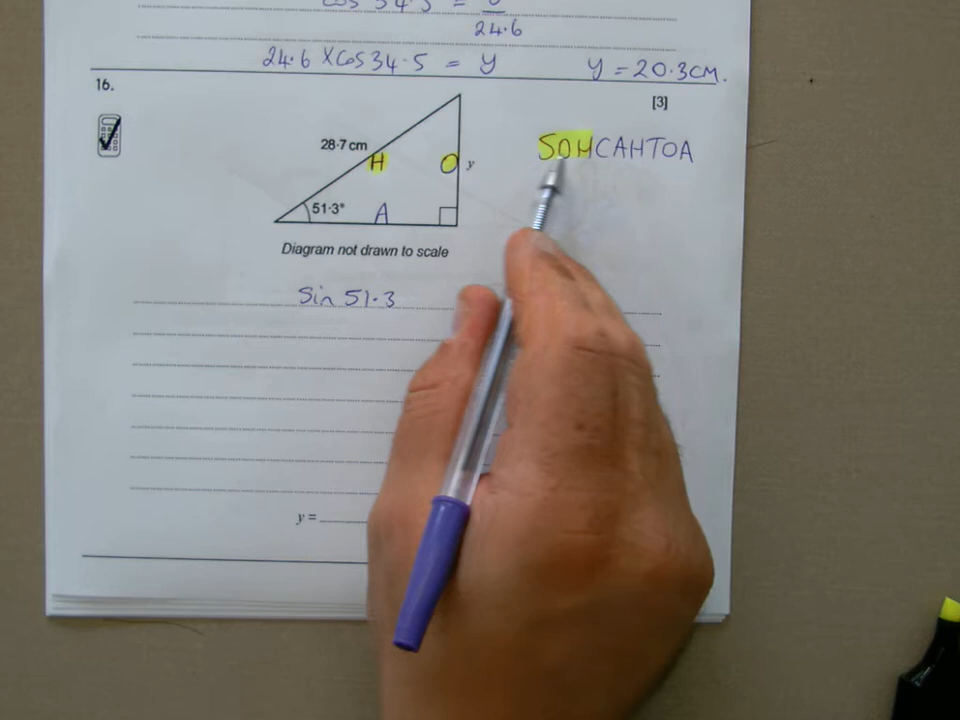 24.6
24.6 x Cos 34.5 = y y = 20.3cm.
16.
[3]
28·7 cm
H
O
y
SOHCAHTOA
51·3°
A
Diagram not drawn to scale
Sin 51.3
y =